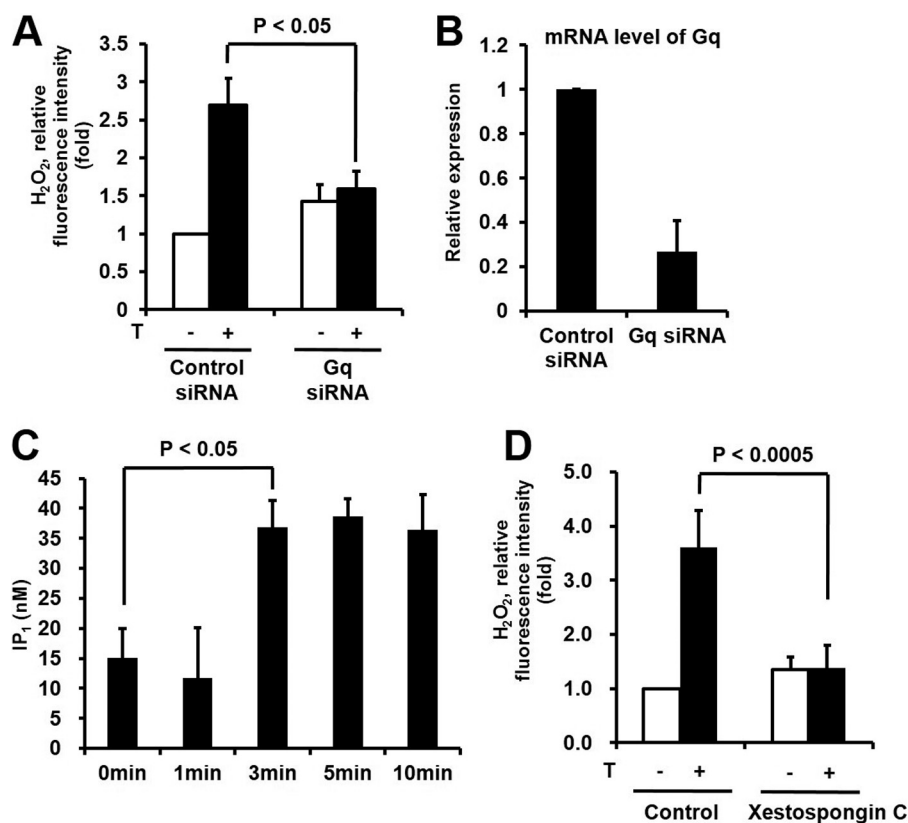 A
P < 0.05
H₂O₂, relative
fluorescence intensity
(fold)
3.5
3
2.5
2
1.5
1
0.5
0
T - + - +
Control
siRNA
Gq
siRNA
B
mRNA level of Gq
Relative expression
1.2
1
0.8
0.6
0.4
0.2
0
Control
siRNA
Gq siRNA
C
P < 0.05
IP₁ (nM)
45
40
35
30
25
20
15
10
5
0
0min 1min 3min 5min 10min
D
P < 0.0005
H₂O₂, relative
fluorescence intensity
(fold)
5.0
4.0
3.0
2.0
1.0
0.0
T - + - +
Control Xestospongin C